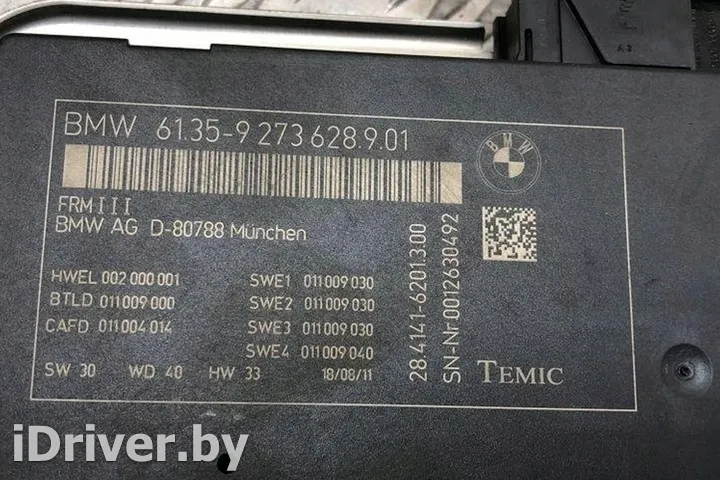 BMW 61.35-9 273 628 9.01
BMW
FRM III
BMW AG D-80788 München
HWEL 002 000 001
BTLD 011 009 000
CAFD 011 004 014
SWE1 011 009 030
SWE2 011 009 030
SWE3 011 009 030
SWE4 011 009 040
SW 30 WD 40 HW 33 18/08/11
28.4141-6201.3.00
SN-Nr 0012630492
TEMIC
iDriver.by